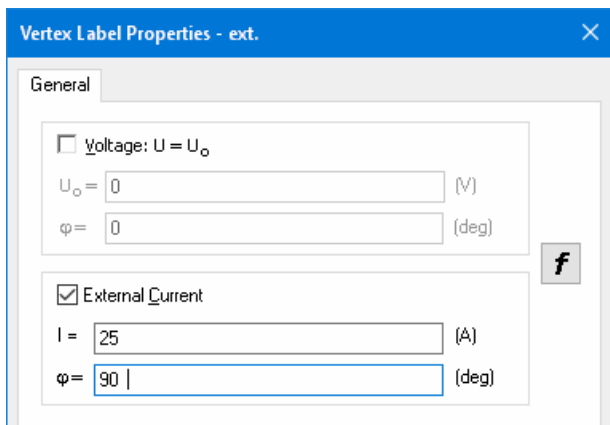 Vertex Label Properties - ext.
General
Voltage: U = Uₒ
Uₒ = 0 (V)
φ = 0 (deg)
f
External Current
I = 25 (A)
φ = 90 (deg)